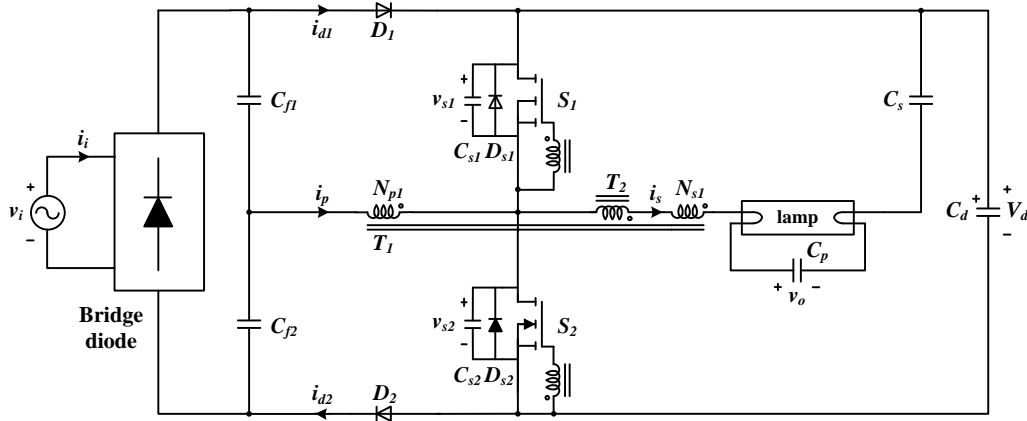 i_d1
D_1
C_f1
+
v_s1
–
S_1
C_s1 D_s1
C_s
i_i
+
v_i
–
i_p
N_p1
T_1
T_2
i_s
N_s1
lamp
C_p
+ v_o –
C_d
+
+
V_d
–
Bridge
diode
C_f2
+
v_s2
–
S_2
C_s2 D_s2
i_d2
D_2